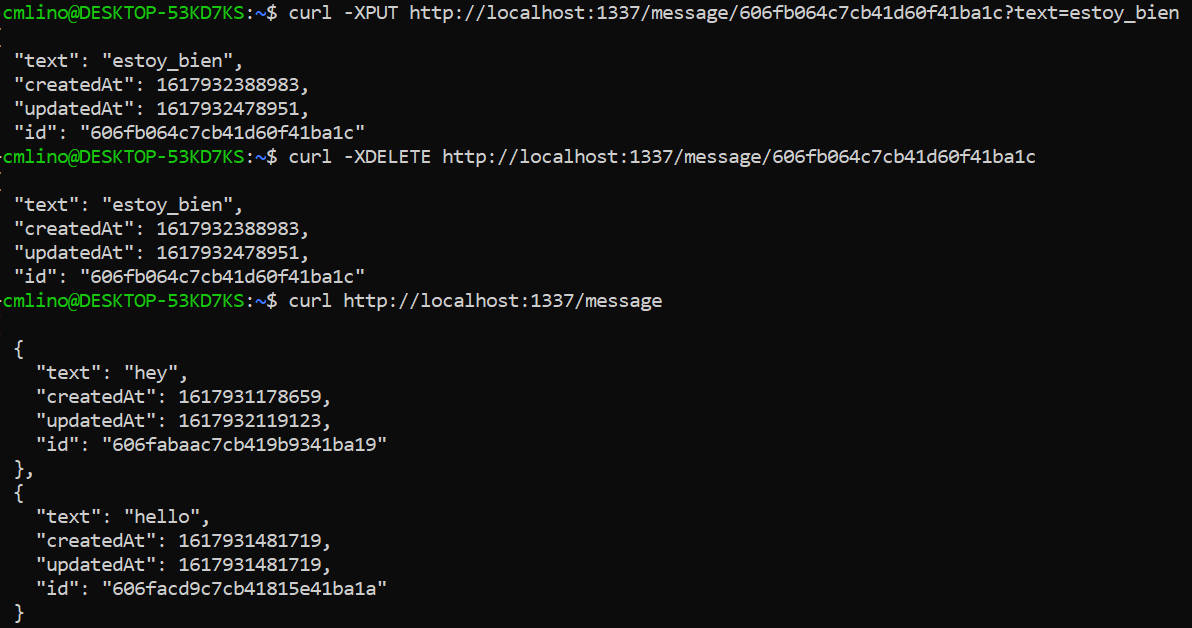 cmlino@DESKTOP-53KD7KS:~$ curl -XPUT http://localhost:1337/message/606fb064c7cb41d60f41ba1c?text=estoy_bien
"text": "estoy_bien",
"createdAt": 1617932388983,
"updatedAt": 1617932478951,
"id": "606fb064c7cb41d60f41ba1c"
cmlino@DESKTOP-53KD7KS:~$ curl -XDELETE http://localhost:1337/message/606fb064c7cb41d60f41ba1c
"text": "estoy_bien",
"createdAt": 1617932388983,
"updatedAt": 1617932478951,
"id": "606fb064c7cb41d60f41ba1c"
cmlino@DESKTOP-53KD7KS:~$ curl http://localhost:1337/message
{
"text": "hey",
"createdAt": 1617931178659,
"updatedAt": 1617932119123,
"id": "606fabaac7cb419b9341ba19"
},
{
"text": "hello",
"createdAt": 1617931481719,
"updatedAt": 1617931481719,
"id": "606facd9c7cb41815e41ba1a"
}